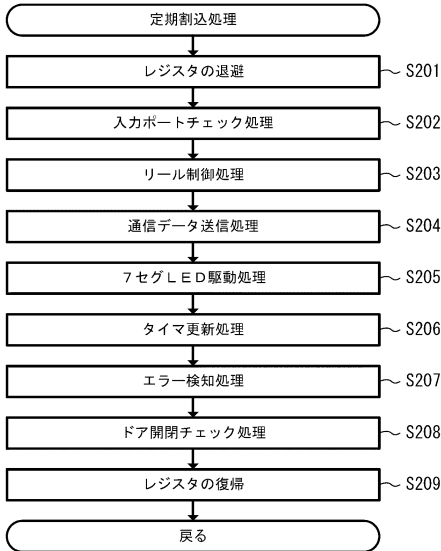 定期割込処理
レジスタの退避 S201
入力ポートチェック処理 S202
リール制御処理 S203
通信データ送信処理 S204
７セグＬＥＤ駆動処理 S205
タイマ更新処理 S206
エラー検知処理 S207
ドア開閉チェック処理 S208
レジスタの復帰 S209
戻る